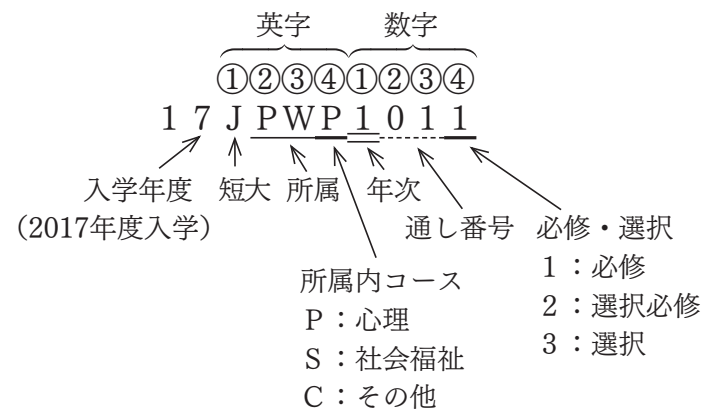 英字 数字
①②③④①②③④
17JPWP1011
入学年度 短大 所属 年次
(2017年度入学) 通し番号 必修・選択
所属内コース 1:必修
P:心理 2:選択必修
S:社会福祉 3:選択
C:その他